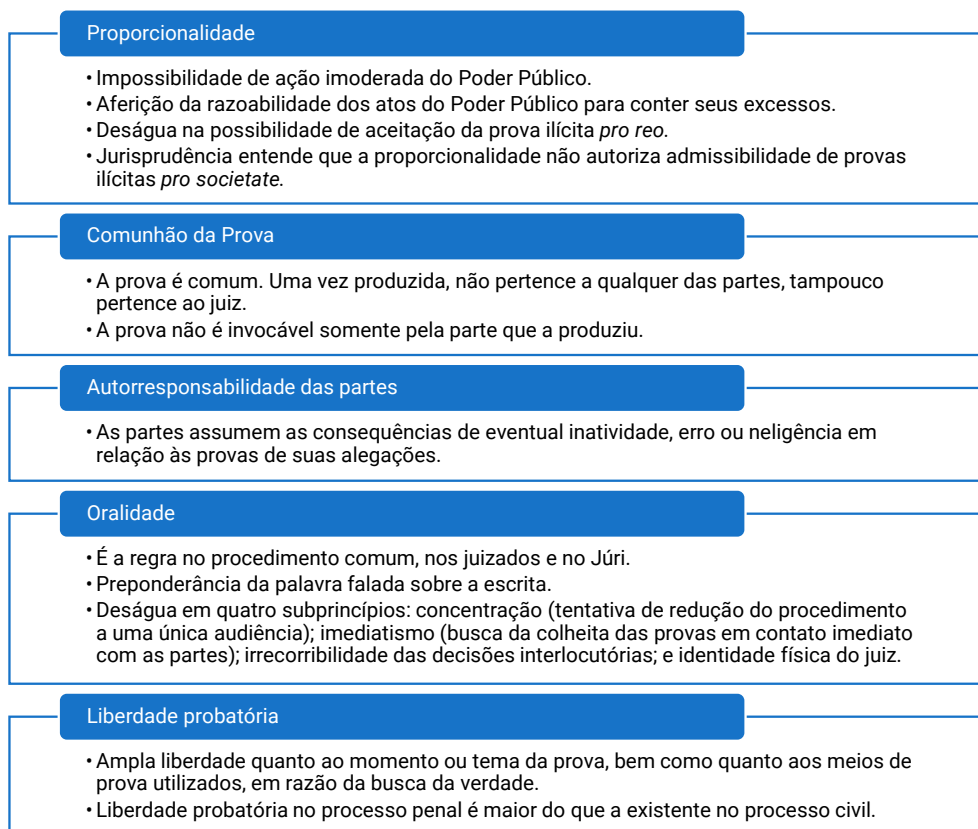 Proporcionalidade
• Impossibilidade de ação imoderada do Poder Público.
• Aferição da razoabilidade dos atos do Poder Público para conter seus excessos.
• Deságua na possibilidade de aceitação da prova ilícita pro reo.
• Jurisprudência entende que a proporcionalidade não autoriza admissibilidade de provas
ilícitas pro societate.
Comunhão da Prova
• A prova é comum. Uma vez produzida, não pertence a qualquer das partes, tampouco
pertence ao juiz.
• A prova não é invocável somente pela parte que a produziu.
Autorresponsabilidade das partes
• As partes assumem as consequências de eventual inatividade, erro ou neligência em
relação às provas de suas alegações.
Oralidade
• É a regra no procedimento comum, nos juizados e no Júri.
• Preponderância da palavra falada sobre a escrita.
• Deságua em quatro subprincípios: concentração (tentativa de redução do procedimento
a uma única audiência); imediatismo (busca da colheita das provas em contato imediato
com as partes); irrecorribilidade das decisões interlocutórias; e identidade física do juiz.
Liberdade probatória
• Ampla liberdade quanto ao momento ou tema da prova, bem como quanto aos meios de
prova utilizados, em razão da busca da verdade.
• Liberdade probatória no processo penal é maior do que a existente no processo civil.